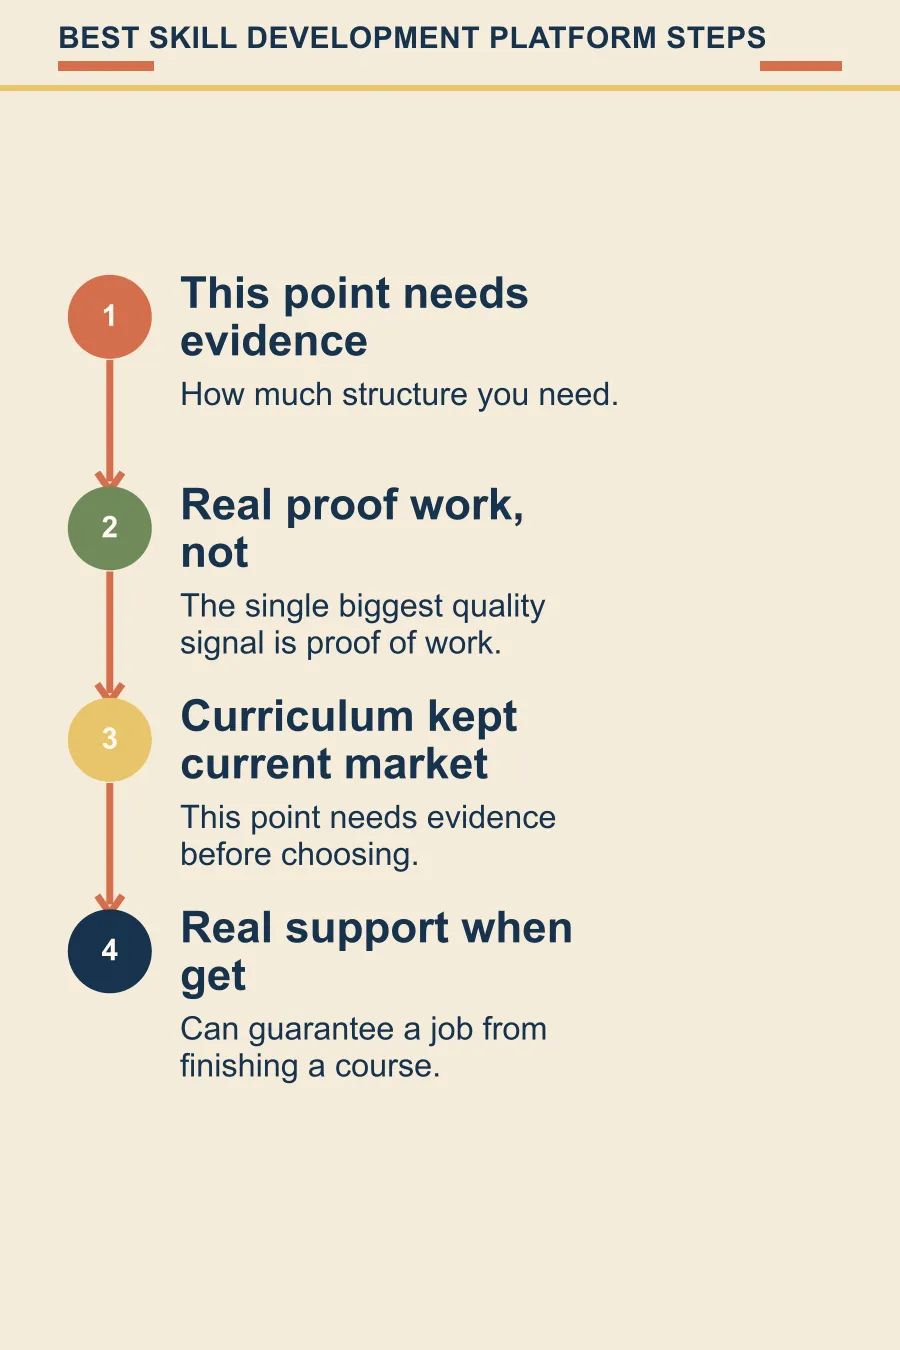 BEST SKILL DEVELOPMENT PLATFORM STEPS
1
This point needs
evidence
How much structure you need.
2
Real proof work,
not
The single biggest quality
signal is proof of work.
3
Curriculum kept
current market
This point needs evidence
before choosing.
4
Real support when
get
Can guarantee a job from
finishing a course.